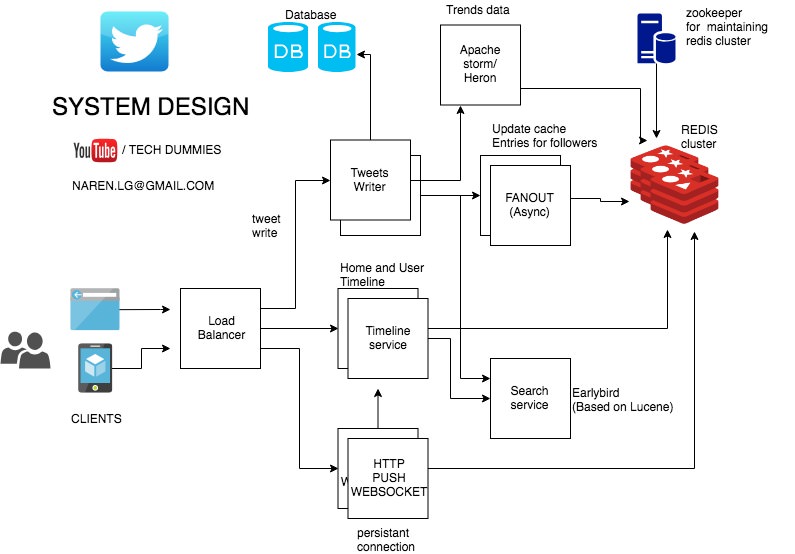 Database
DB DB
Trends data
Apache
storm/
Heron
zookeeper
for maintaining
redis cluster
SYSTEM DESIGN
YouTube / TECH DUMMIES
NAREN.LG@GMAIL.COM
Update cache
Entries for followers
REDIS
cluster
Tweets
Writer
FANOUT
(Async)
tweet
write
Home and User
Timeline
Load
Balancer
Timeline
service
Search
service
Earlybird
(Based on Lucene)
CLIENTS
W
HTTP
PUSH
WEBSOCKET
persistant
connection